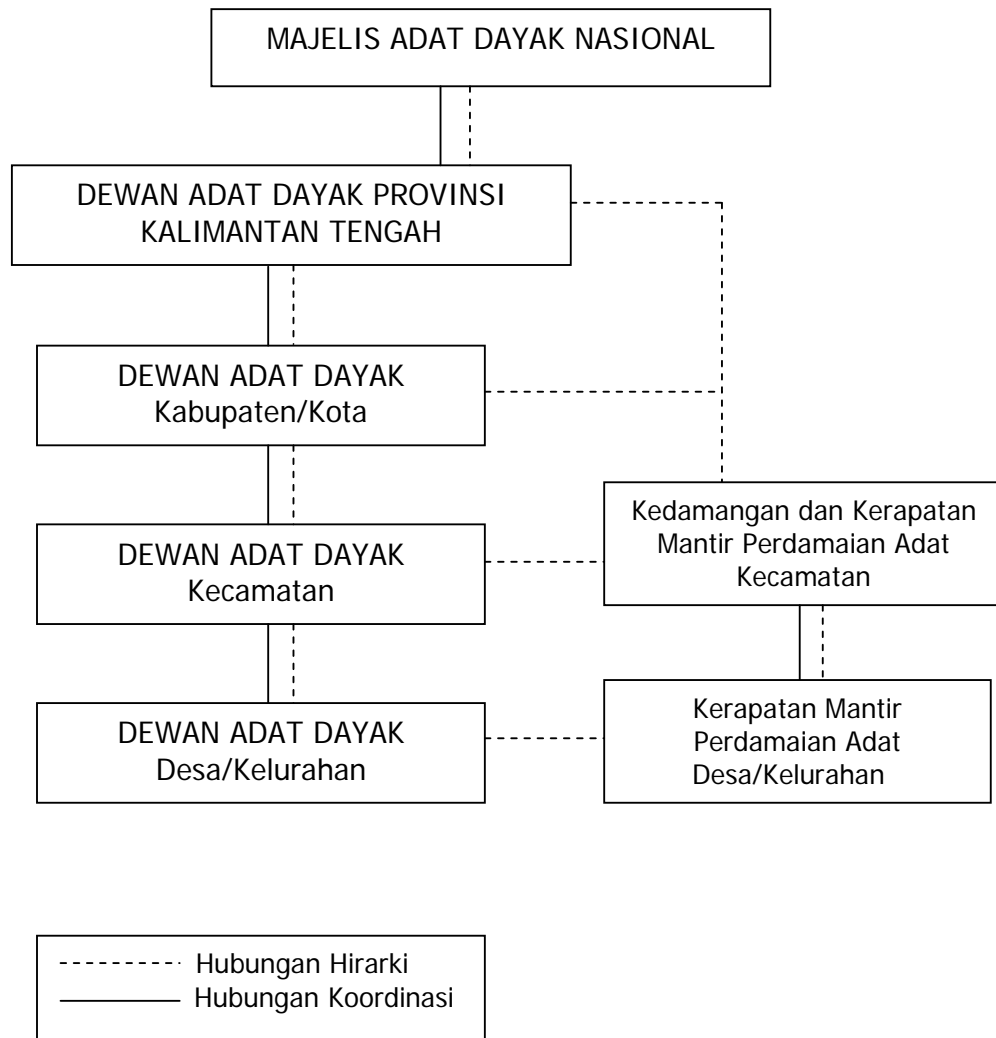 MAJELIS ADAT DAYAK NASIONAL
DEWAN ADAT DAYAK PROVINSI
KALIMANTAN TENGAH
DEWAN ADAT DAYAK
Kabupaten/Kota
DEWAN ADAT DAYAK
Kecamatan
Kedamangan dan Kerapatan
Mantir Perdamaian Adat
Kecamatan
DEWAN ADAT DAYAK
Desa/Kelurahan
Kerapatan Mantir
Perdamaian Adat
Desa/Kelurahan
Hubungan Hirarki
Hubungan Koordinasi